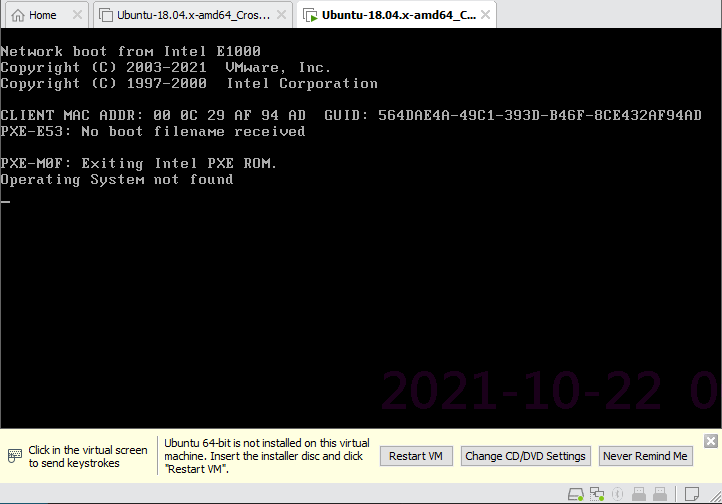 Home
Ubuntu-18.04.x-amd64_Cros...
Ubuntu-18.04.x-amd64_C...
Network boot from Intel E1000
Copyright (C) 2003-2021  VMware, Inc.
Copyright (C) 1997-2000  Intel Corporation
CLIENT MAC ADDR: 00 0C 29 AF 94 AD  GUID: 564DAE4A-49C1-393D-B46F-8CE432AF94AD
PXE-E53: No boot filename received
PXE-M0F: Exiting Intel PXE ROM.
Operating System not found
2021-10-22 0
Click in the virtual screen
to send keystrokes
Ubuntu 64-bit is not installed on this virtual
machine. Insert the installer disc and click
"Restart VM".
Restart VM
Change CD/DVD Settings
Never Remind Me